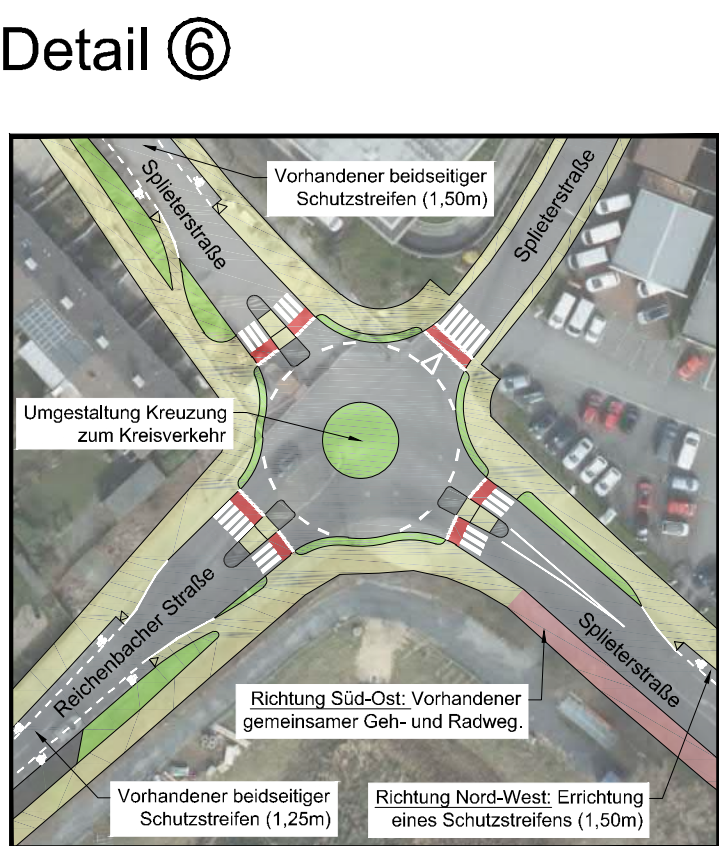 Detail 6
Vorhandener beidseitiger
Schutzstreifen (1,50m)
Splieterstraße
Splieterstraße
Umgestaltung Kreuzung
zum Kreisverkehr
Reichenbacher Straße
Splieterstraße
Richtung Süd-Ost: Vorhandener
gemeinsamer Geh- und Radweg.
Vorhandener beidseitiger
Schutzstreifen (1,25m)
Richtung Nord-West: Errichtung
eines Schutzstreifens (1,50m)